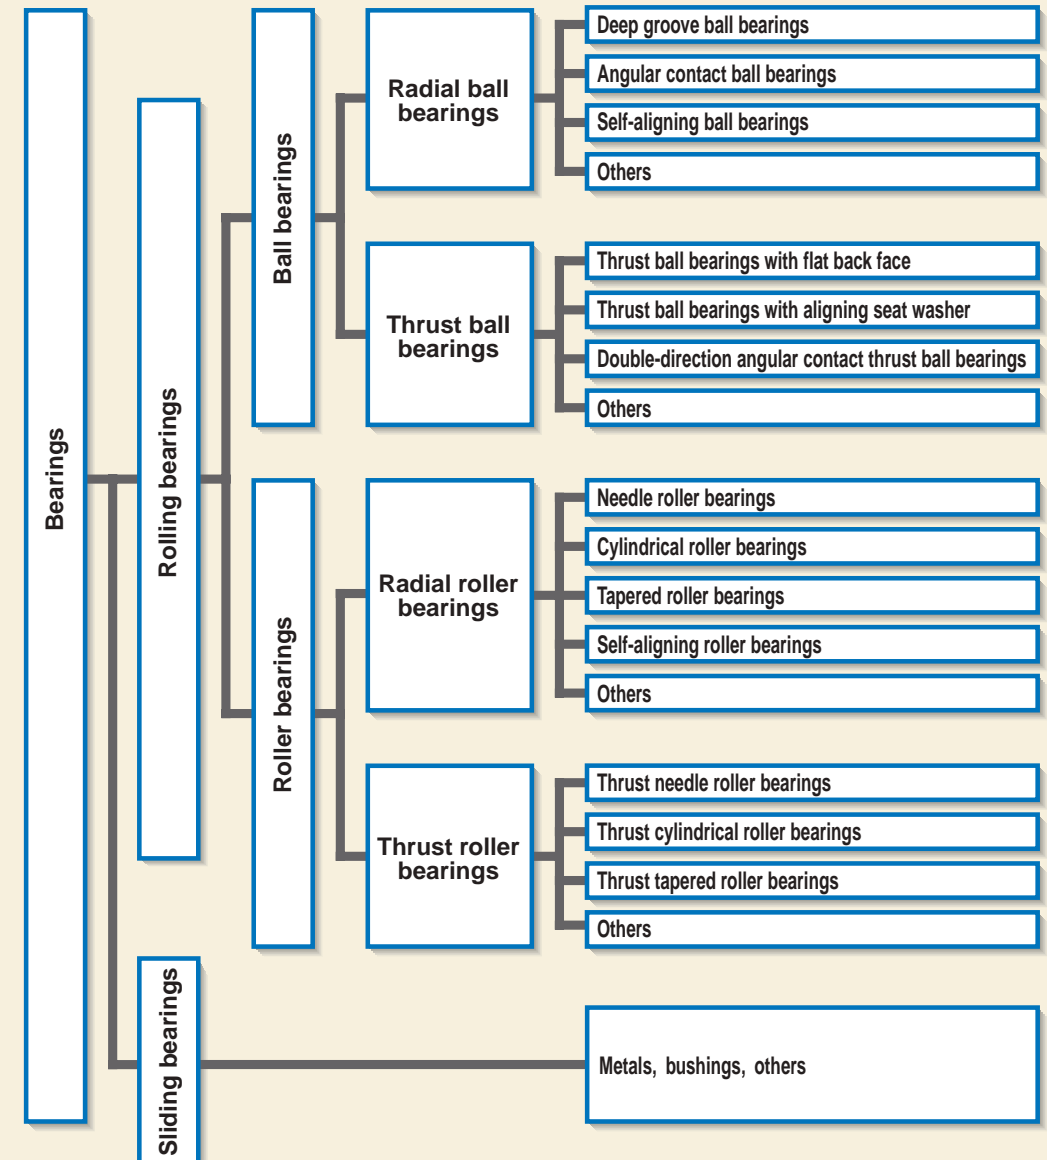 Bearings
Rolling bearings
Ball bearings
Radial ball
bearings
Deep groove ball bearings
Angular contact ball bearings
Self-aligning ball bearings
Others
Thrust ball
bearings
Thrust ball bearings with flat back face
Thrust ball bearings with aligning seat washer
Double-direction angular contact thrust ball bearings
Others
Roller bearings
Radial roller
bearings
Needle roller bearings
Cylindrical roller bearings
Tapered roller bearings
Self-aligning roller bearings
Others
Thrust roller
bearings
Thrust needle roller bearings
Thrust cylindrical roller bearings
Thrust tapered roller bearings
Others
Sliding bearings
Metals, bushings, others